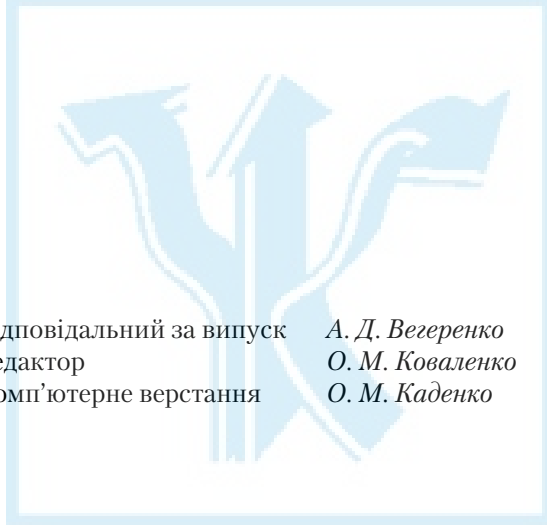 дповідальний за випуск А. Д. Вегеренко
едактор О. М. Коваленко
омп’ютерне верстання О. М. Каденко